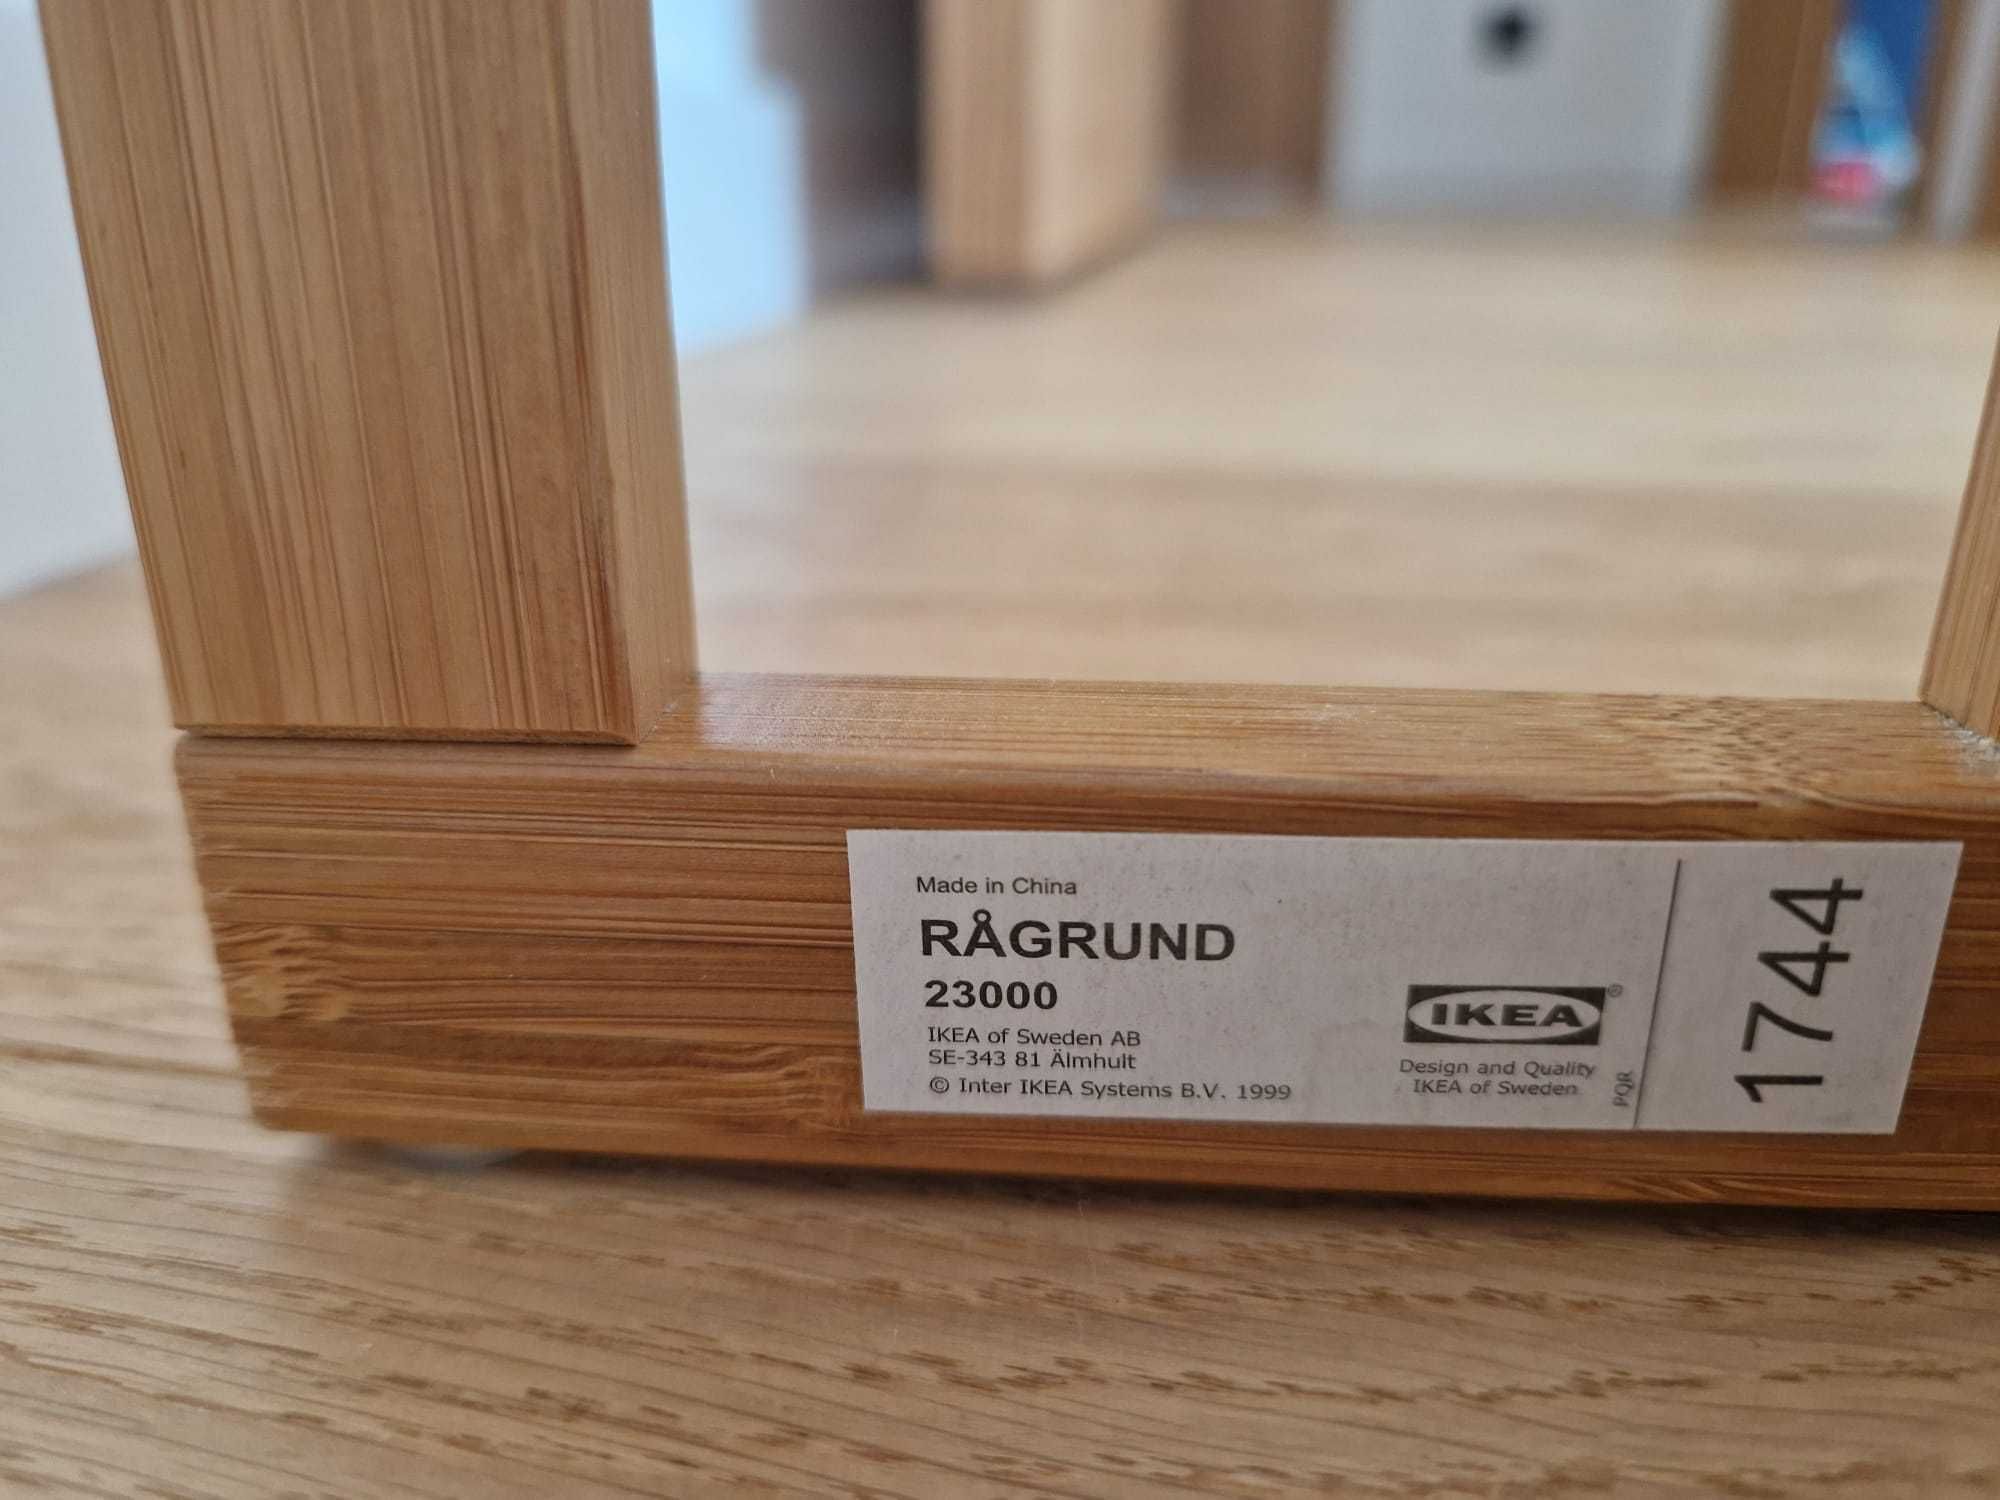 Made in China
RÅGRUND
23000
IKEA of Sweden AB
SE-343 81 Älmhult
© Inter IKEA Systems B.V. 1999
IKEA®
Design and Quality
IKEA of Sweden
PQR
1744